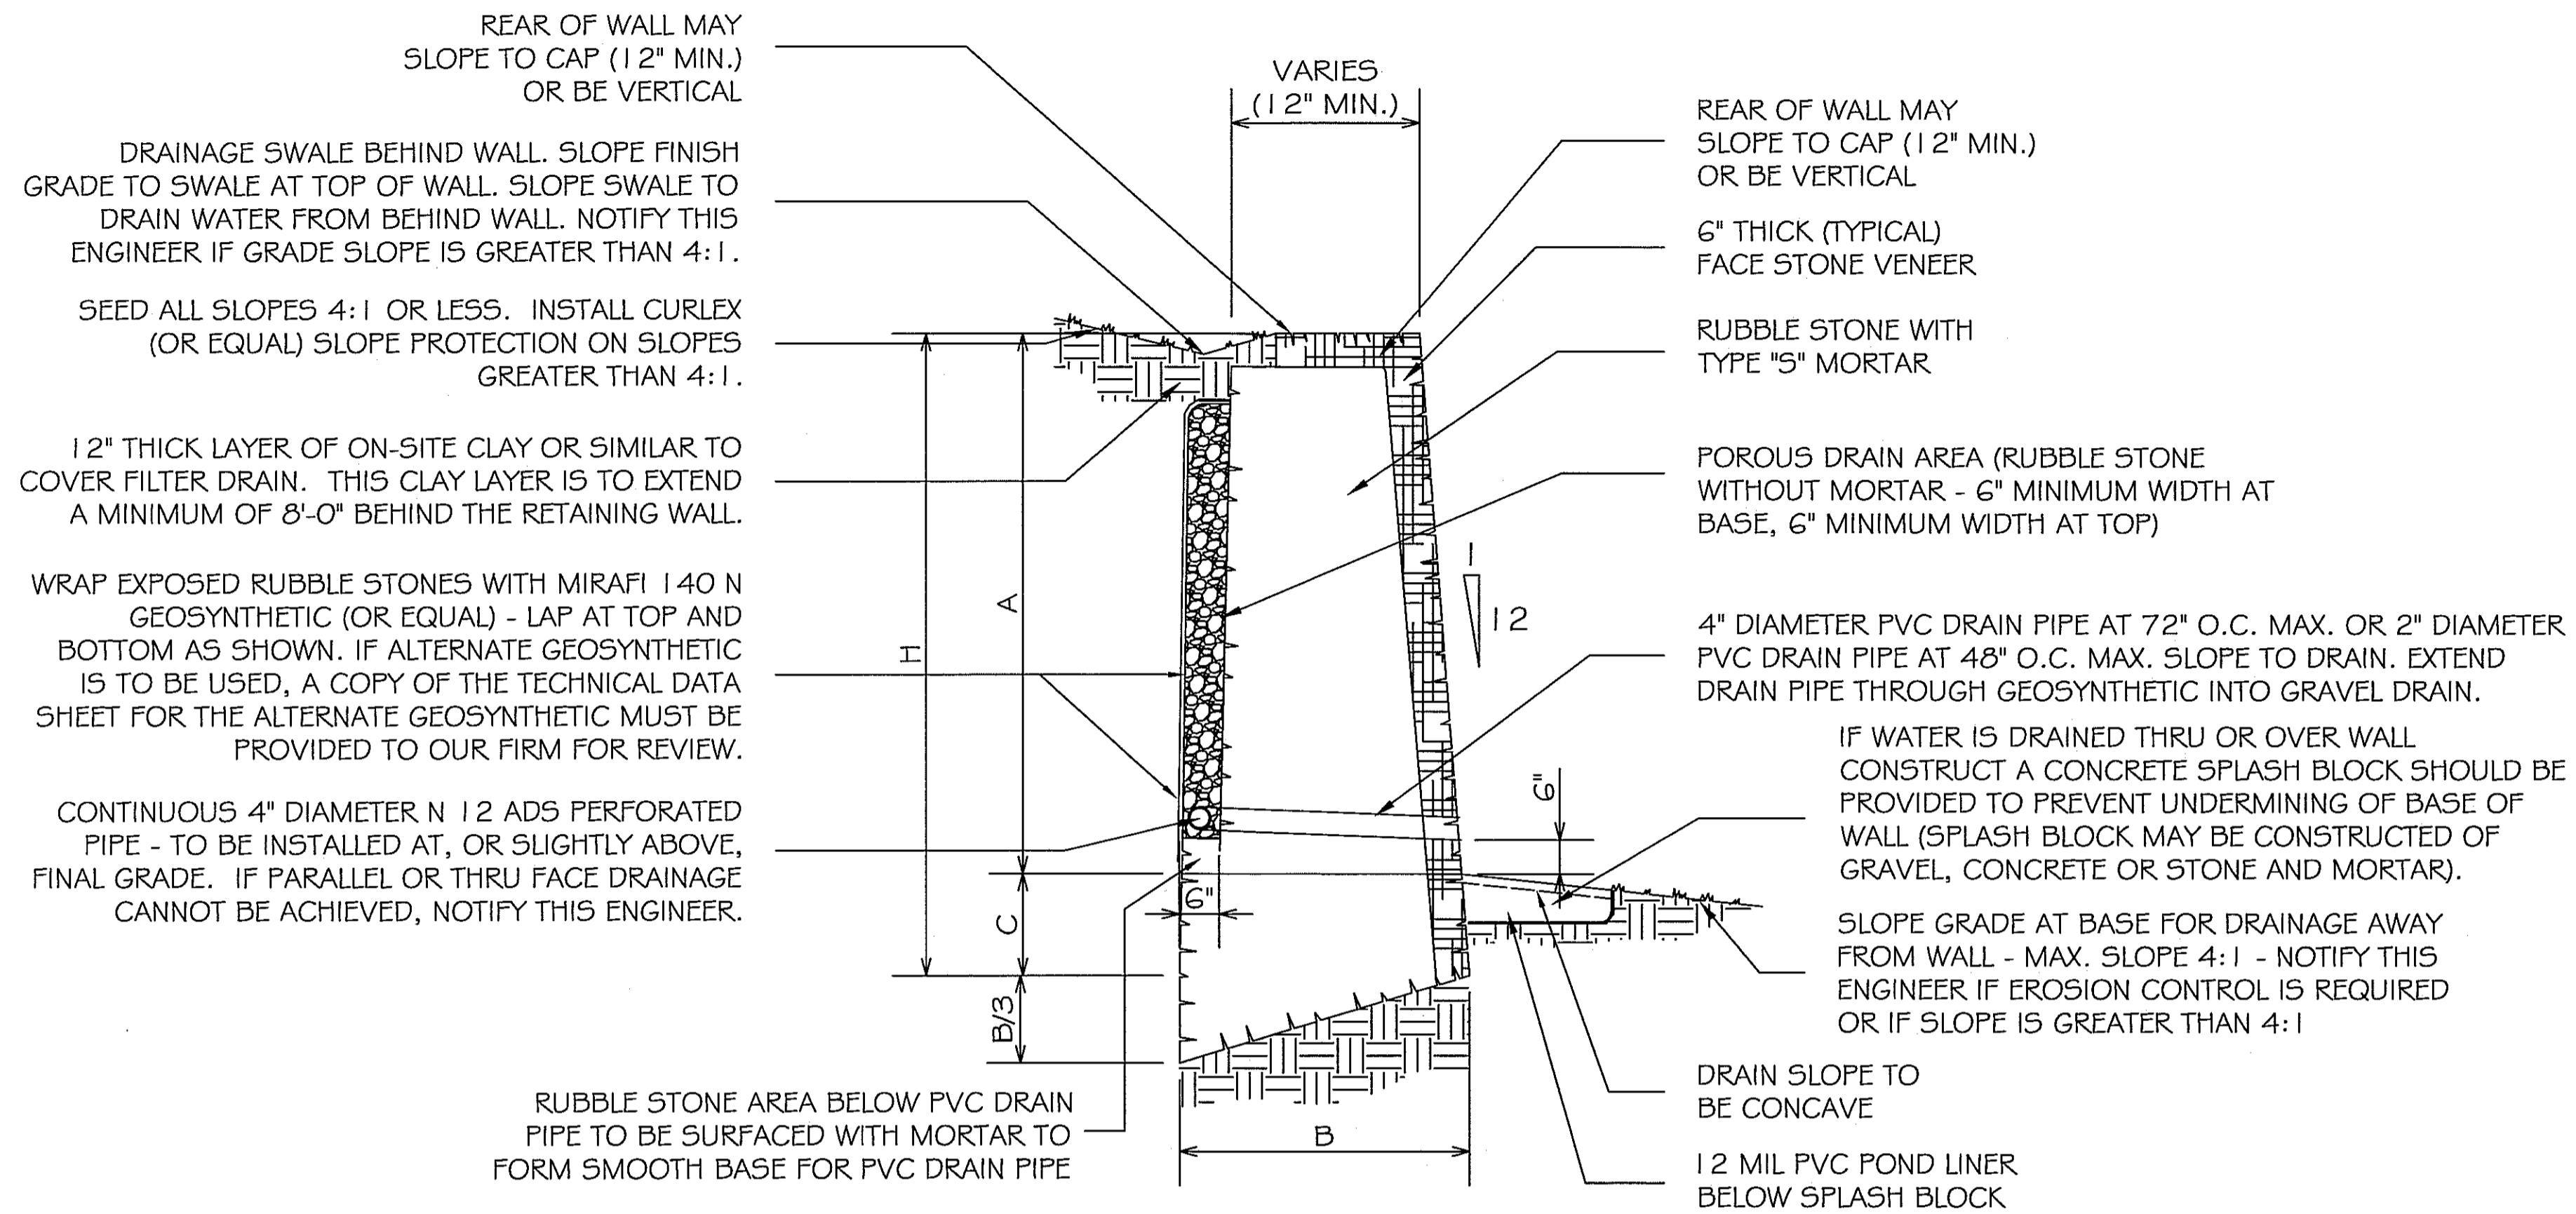 REAR OF WALL MAY
SLOPE TO CAP (12" MIN.)
OR BE VERTICAL
DRAINAGE SWALE BEHIND WALL. SLOPE FINISH
GRADE TO SWALE AT TOP OF WALL. SLOPE SWALE TO
DRAIN WATER FROM BEHIND WALL. NOTIFY THIS
ENGINEER IF GRADE SLOPE IS GREATER THAN 4:1.
SEED ALL SLOPES 4:1 OR LESS. INSTALL CURLEX
(OR EQUAL) SLOPE PROTECTION ON SLOPES
GREATER THAN 4:1.
12" THICK LAYER OF ON-SITE CLAY OR SIMILAR TO
COVER FILTER DRAIN. THIS CLAY LAYER IS TO EXTEND
A MINIMUM OF 8'-0" BEHIND THE RETAINING WALL.
WRAP EXPOSED RUBBLE STONES WITH MIRAFI 140 N
GEOSYNTHETIC (OR EQUAL) - LAP AT TOP AND
BOTTOM AS SHOWN. IF ALTERNATE GEOSYNTHETIC
IS TO BE USED, A COPY OF THE TECHNICAL DATA
SHEET FOR THE ALTERNATE GEOSYNTHETIC MUST BE
PROVIDED TO OUR FIRM FOR REVIEW.
CONTINUOUS 4" DIAMETER N 12 ADS PERFORATED
PIPE - TO BE INSTALLED AT, OR SLIGHTLY ABOVE,
FINAL GRADE. IF PARALLEL OR THRU FACE DRAINAGE
CANNOT BE ACHIEVED, NOTIFY THIS ENGINEER.
RUBBLE STONE AREA BELOW PVC DRAIN
PIPE TO BE SURFACED WITH MORTAR TO
FORM SMOOTH BASE FOR PVC DRAIN PIPE
VARIES
(12" MIN.)
H
A
C
B/3
6"
B
1
12
6"
REAR OF WALL MAY
SLOPE TO CAP (12" MIN.)
OR BE VERTICAL
6" THICK (TYPICAL)
FACE STONE VENEER
RUBBLE STONE WITH
TYPE "S" MORTAR
POROUS DRAIN AREA (RUBBLE STONE
WITHOUT MORTAR - 6" MINIMUM WIDTH AT
BASE, 6" MINIMUM WIDTH AT TOP)
4" DIAMETER PVC DRAIN PIPE AT 72" O.C. MAX. OR 2" DIAMETER
PVC DRAIN PIPE AT 48" O.C. MAX. SLOPE TO DRAIN. EXTEND
DRAIN PIPE THROUGH GEOSYNTHETIC INTO GRAVEL DRAIN.
IF WATER IS DRAINED THRU OR OVER WALL
CONSTRUCT A CONCRETE SPLASH BLOCK SHOULD BE
PROVIDED TO PREVENT UNDERMINING OF BASE OF
WALL (SPLASH BLOCK MAY BE CONSTRUCTED OF
GRAVEL, CONCRETE OR STONE AND MORTAR).
SLOPE GRADE AT BASE FOR DRAINAGE AWAY
FROM WALL - MAX. SLOPE 4:1 - NOTIFY THIS
ENGINEER IF EROSION CONTROL IS REQUIRED
OR IF SLOPE IS GREATER THAN 4:1
DRAIN SLOPE TO
BE CONCAVE
12 MIL PVC POND LINER
BELOW SPLASH BLOCK